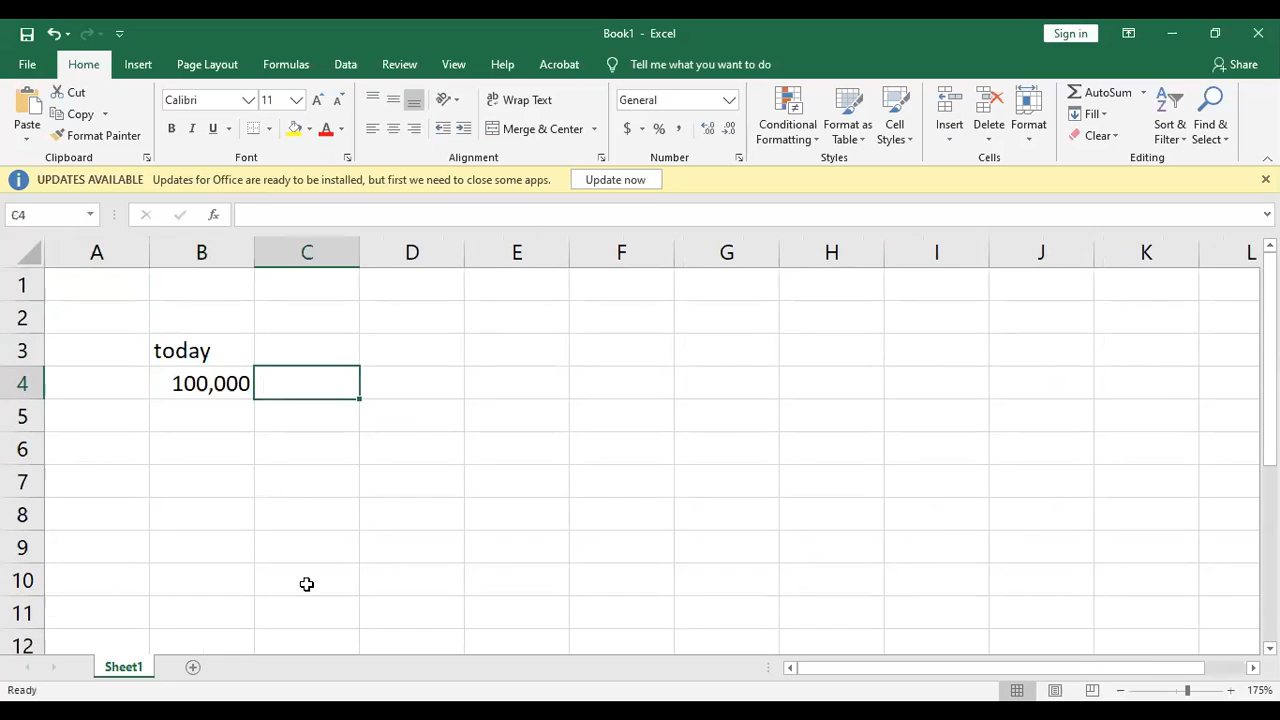 Book1 - Excel
Sign in
File Home Insert Page Layout Formulas Data Review View Help Acrobat Tell me what you want to do Share
Cut
Copy
Format Painter
Paste
Clipboard
Calibri 11
B I U A
Font
Wrap Text
Merge & Center
Alignment
General
$ % ,
Number
Conditional Formatting
Format as Table
Cell Styles
Styles
Insert Delete Format
Cells
AutoSum
Fill
Clear
Sort & Filter
Find & Select
Editing
UPDATES AVAILABLE Updates for Office are ready to be installed, but first we need to close some apps. Update now
C4 fx
A B C D E F G H I J K L
1
2
3 today
4 100,000
5
6
7
8
9
10
11
12
Sheet1
Ready 175%